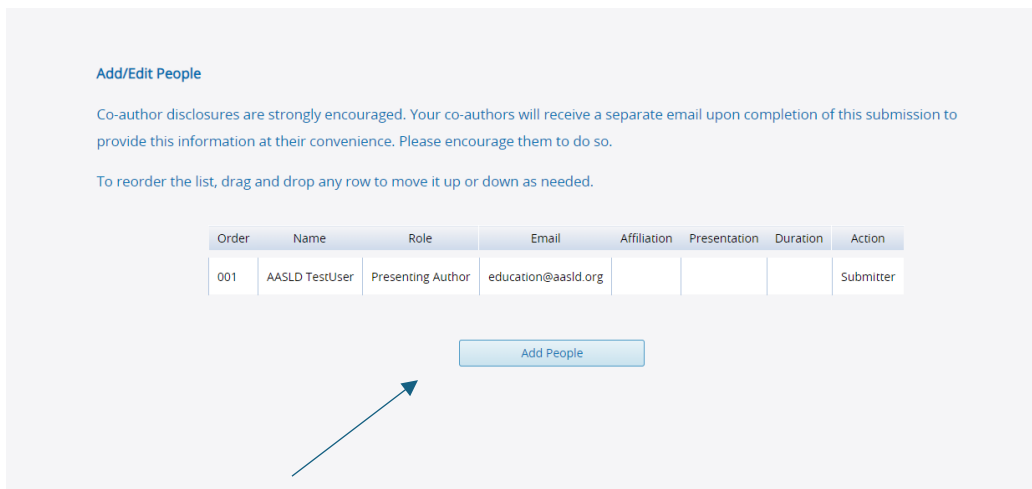 Add/Edit People
Co-author disclosures are strongly encouraged. Your co-authors will receive a separate email upon completion of this submission to
provide this information at their convenience. Please encourage them to do so.
To reorder the list, drag and drop any row to move it up or down as needed.
Order Name Role Email Affiliation Presentation Duration Action
001 AASLD TestUser Presenting Author education@aasld.org Submitter
Add People